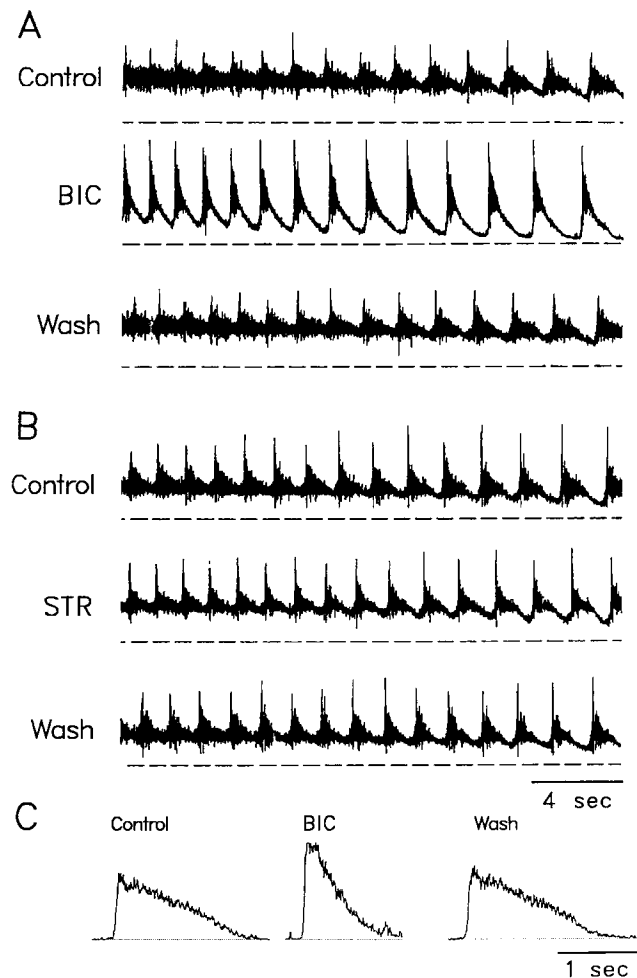 A
Control
BIC
Wash
B
Control
STR
Wash
4 sec
C
Control BIC Wash
1 sec